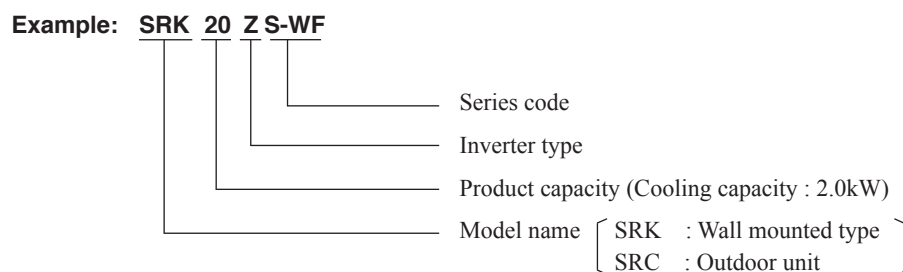 Example: SRK 20 Z S-WF
Series code
Inverter type
Product capacity (Cooling capacity : 2.0kW)
Model name SRK : Wall mounted type
SRC : Outdoor unit